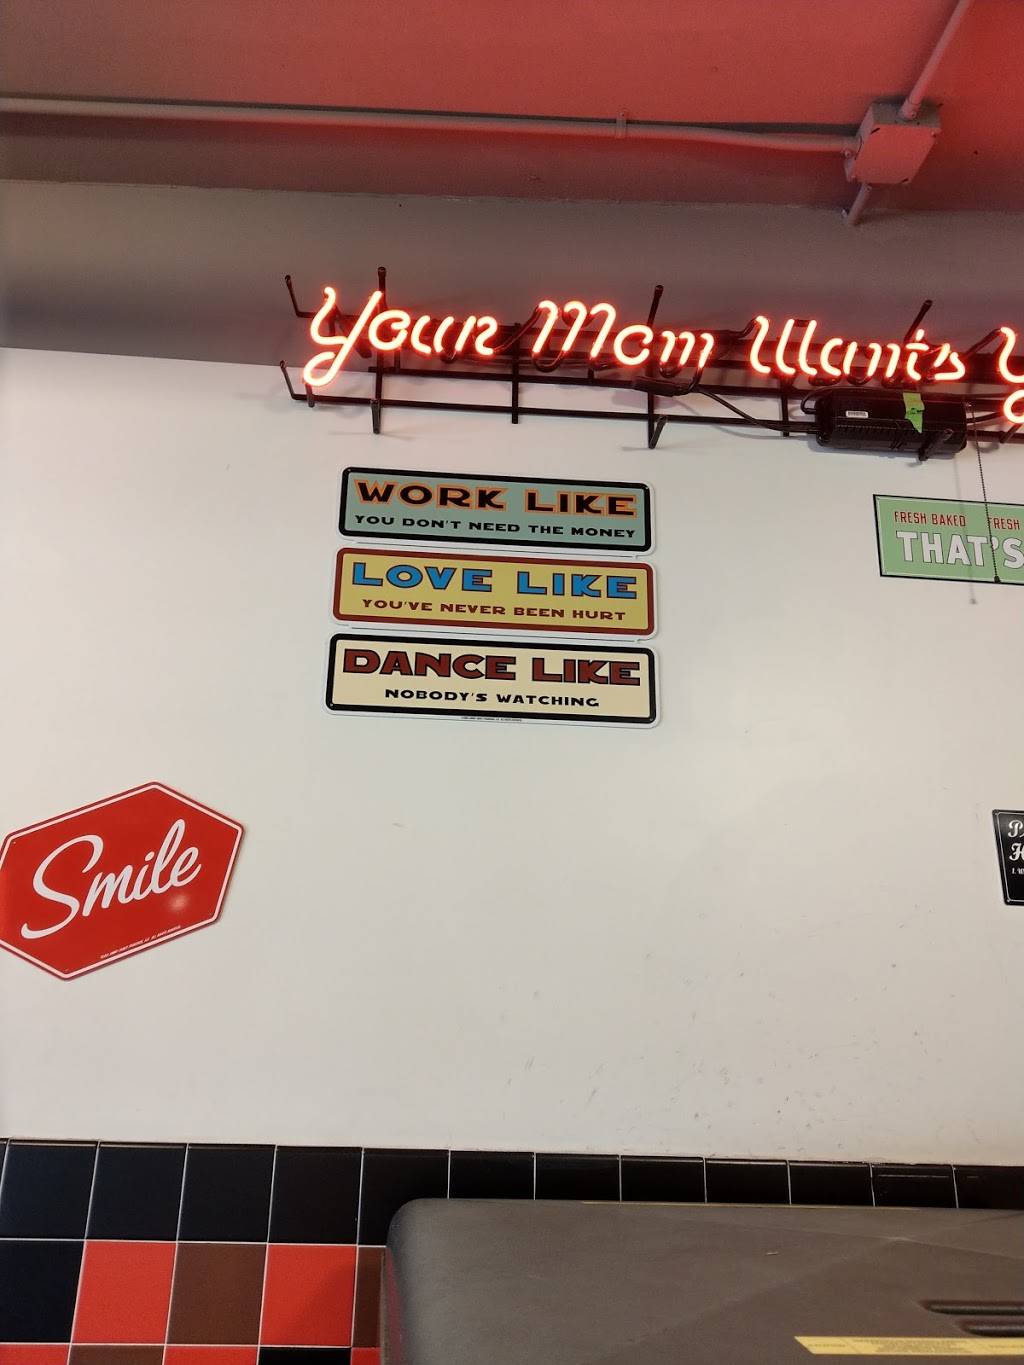 Your Mom Wants
WORK LIKE
YOU DON'T NEED THE MONEY
LOVE LIKE
YOU'VE NEVER BEEN HURT
DANCE LIKE
NOBODY'S WATCHING
FRESH BAKED FRESH
THAT'S
Smile